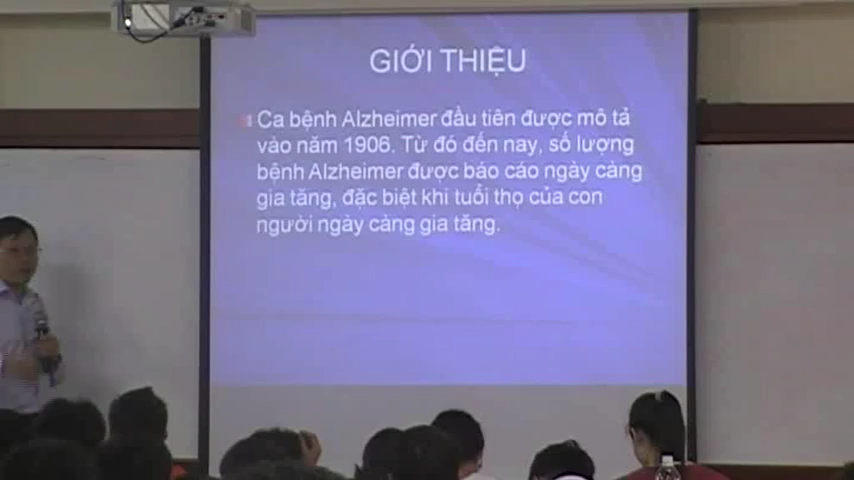 GIỚI THIỆU
Ca bệnh Alzheimer đầu tiên được mô tả
vào năm 1906. Từ đó đến nay, số lượng
bệnh Alzheimer được báo cáo ngày càng
gia tăng, đặc biệt khi tuổi thọ của con
người ngày càng gia tăng.